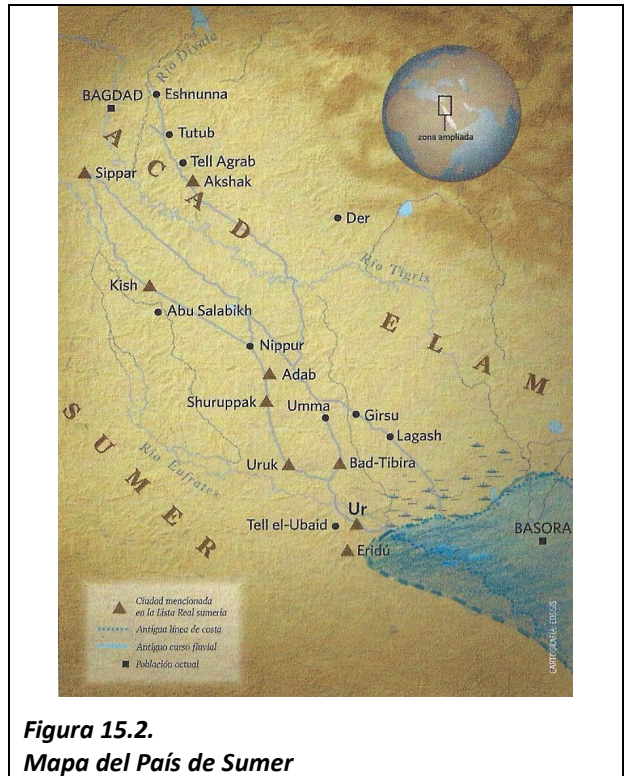 Río Diyala
BAGDAD
Eshnunna
Tutub
Tell Agrab
Akshak
Sippar
ACAD
zona ampliada
Der
Río Tigris
Kish
Abu Salabikh
ELAM
Nippur
Adab
Shuruppak
Umma
Girsu
Lagash
SUMER
Río Éufrates
Uruk
Bad-Tibira
Ur
Tell el-Ubaid
Eridú
BASORA
Ciudad mencionada
en la Lista Real sumeria
Antigua línea de costa
Antiguo curso fluvial
Población actual
CARTOGRAFÍA: EOSGIS
Figura 15.2.
Mapa del País de Sumer